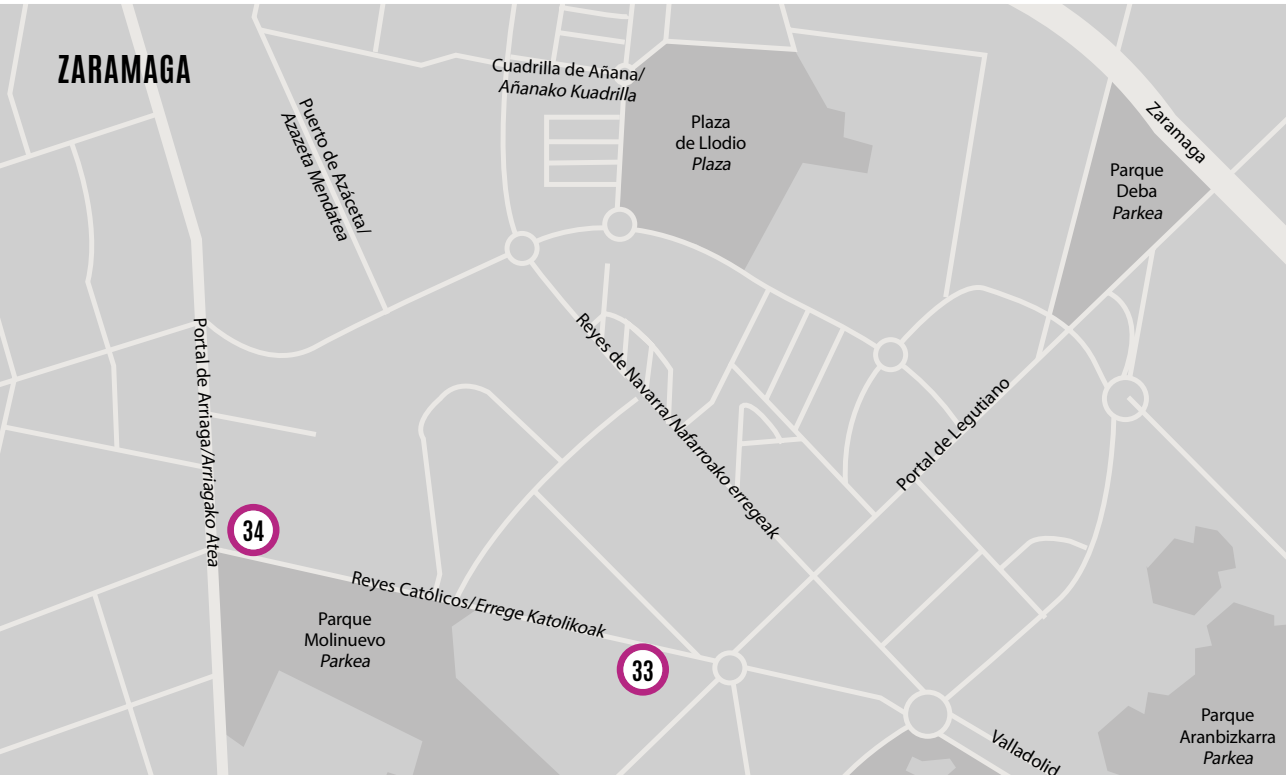 ZARAMAGA
Cuadrilla de Añana/
Añanako Kuadrilla
Puerto de Azáceta/
Azazeta Mendatea
Plaza
de Llodio
Plaza
Zaramaga
Parque
Deba
Parkea
Portal de Arriaga/Arriagako Atea
Reyes de Navarra/Nafarroako erregeak
Portal de Legutiano
34
Reyes Católicos/Errege Katolikoak
Parque
Molinuevo
Parkea
33
Parque
Aranbizkarra
Parkea
Valladolid